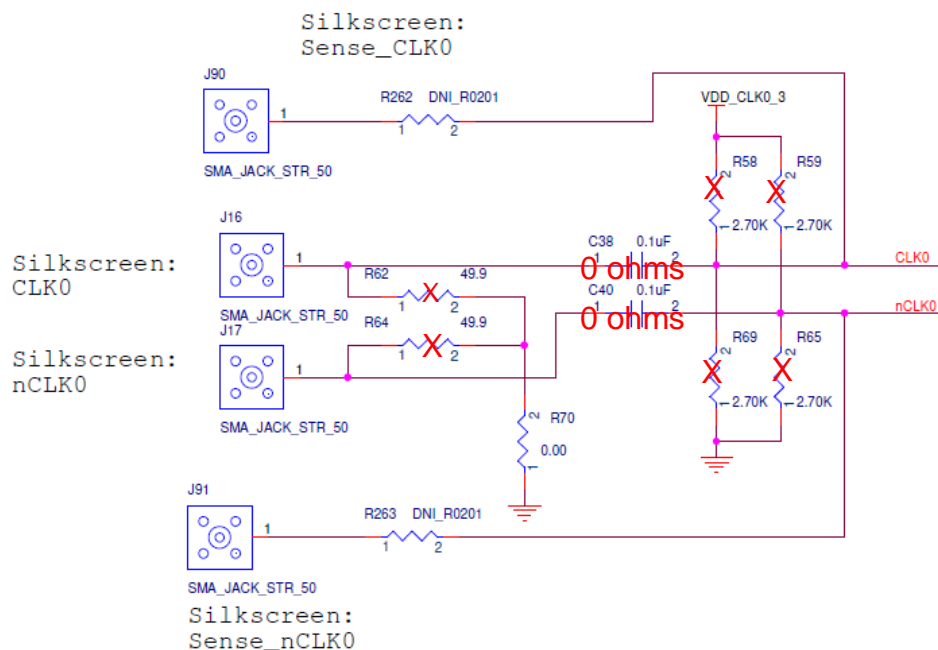 Silkscreen:
Sense_CLK0
J90
1
R262 DNI_R0201
1 2
SMA_JACK_STR_50
VDD_CLK0_3
R58
2
X
1 2.70K
R59
2
X
1 2.70K
J16
1
Silkscreen:
CLK0
SMA_JACK_STR_50
C38 0.1uF
1 2
0 ohms
CLK0
R62 49.9
X
1 2
C40 0.1uF
1 2
0 ohms
nCLK0
J17
1
R64 49.9
X
1 2
Silkscreen:
nCLK0
SMA_JACK_STR_50
R69
2
X
1 2.70K
R65
2
X
1 2.70K
2
R70
0.00
1
J91
1
R263 DNI_R0201
1 2
SMA_JACK_STR_50
Silkscreen:
Sense_nCLK0